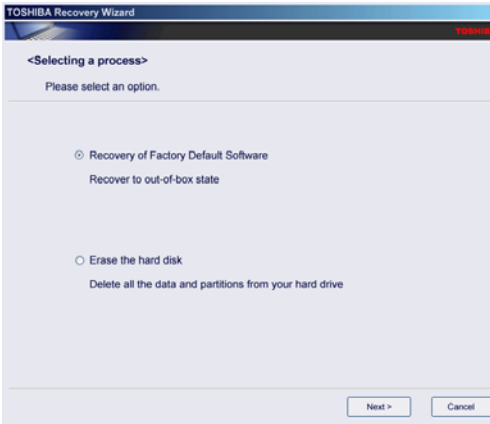 TOSHIBA Recovery Wizard
TOSHIBA
<Selecting a process>
Please select an option.
Recovery of Factory Default Software
Recover to out-of-box state
Erase the hard disk
Delete all the data and partitions from your hard drive
Next >
Cancel